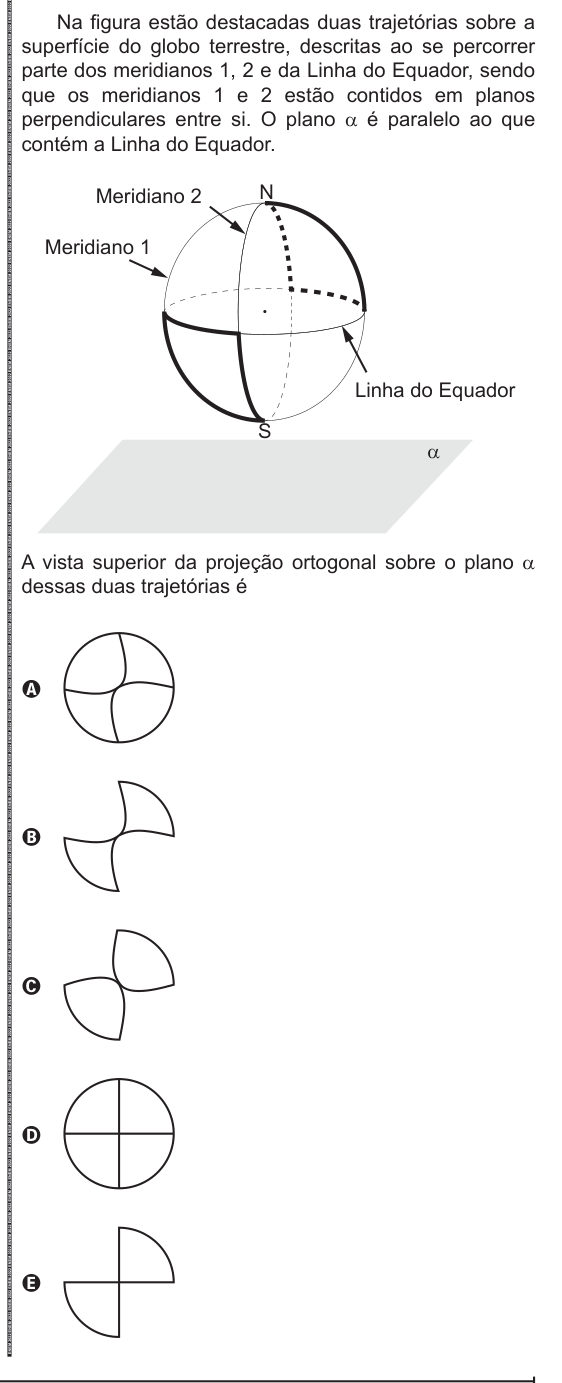 Na figura estão destacadas duas trajetórias sobre a
superfície do globo terrestre, descritas ao se percorrer
parte dos meridianos 1, 2 e da Linha do Equador, sendo
que os meridianos 1 e 2 estão contidos em planos
perpendiculares entre si. O plano α é paralelo ao que
contém a Linha do Equador.
Meridiano 2
N
Meridiano 1
Linha do Equador
S
α
A vista superior da projeção ortogonal sobre o plano α
dessas duas trajetórias é
A
B
C
D
E